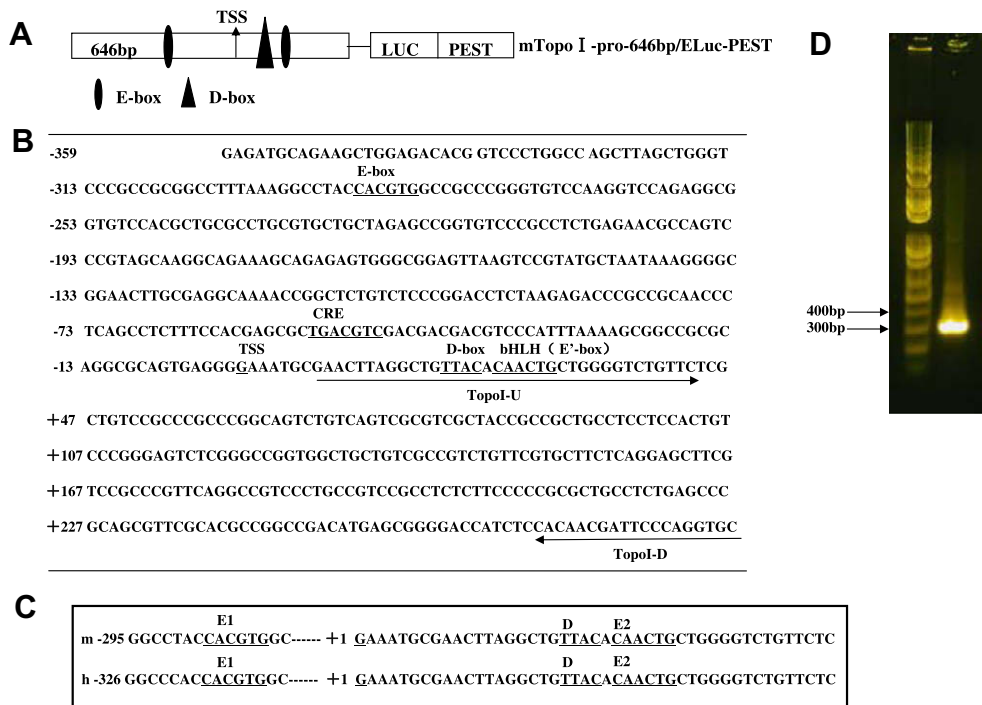 A
TSS
646bp
LUC
PEST
mTopo I -pro-646bp/ELuc-PEST
E-box
D-box
D
B
-359 GAGATGCAGAAGCTGGAGACACG GTCCCTGGCC AGCTTAGCTGGGT
E-box
-313 CCCGCCGCGGCCTTTAAAGGCCTACCACGTGGCCGCCCGGGTGTCCAAGGTCCAGAGGCG
-253 GTGTCCACGCTGCGCCTGCGTGCTGCTAGAGCCGGTGTCCCGCCTCTGAGAACGCCAGTC
-193 CCGTAGCAAGGCAGAAAGCAGAGAGTGGGCGGAGTTAAGTCCGTATGCTAATAAAGGGGC
-133 GGAACTTGCGAGGCAAAACCGGCTCTGTCTCCCGGACCTCTAAGAGACCCGCCGCAACCC
CRE
-73 TCAGCCTCTTTCCACGAGCGCTGACGTCGACGACGACGTCCCATTTAAAAGCGGCCGCGC
TSS D-box bHLH ( E'-box)
-13 AGGCGCAGTGAGGGGAAATGCGAACTTAGGCTGTTACACAACTGCTGGGGTCTGTTCTCG
TopoI-U
+47 CTGTCCGCCCGCCCGGCAGTCTGTCAGTCGCGTCGCTACCGCCGCTGCCTCCTCCACTGT
+107 CCCGGGAGTCTCGGGCCGGTGGCTGCTGTCGCCGTCTGTTCGTGCTTCTCAGGAGCTTCG
+167 TCCGCCCGTTCAGGCCGTCCCTGCCGTCCGCCTCTCTTCCCCCGCGCTGCCTCTGAGCCC
+227 GCAGCGTTCGCACGCCGGCCGACATGAGCGGGGACCATCTCCACAACGATTCCCAGGTGC
TopoI-D
400bp
300bp
C
E1 D E2
m -295 GGCCTACCACGTGGC------ +1 GAAATGCGAACTTAGGCTGTTACACAACTGCTGGGGTCTGTTCTC
E1 D E2
h -326 GGCCCACCACGTGGC------ +1 GAAATGCGAACTTAGGCTGTTACACAACTGCTGGGGTCTGTTCTC